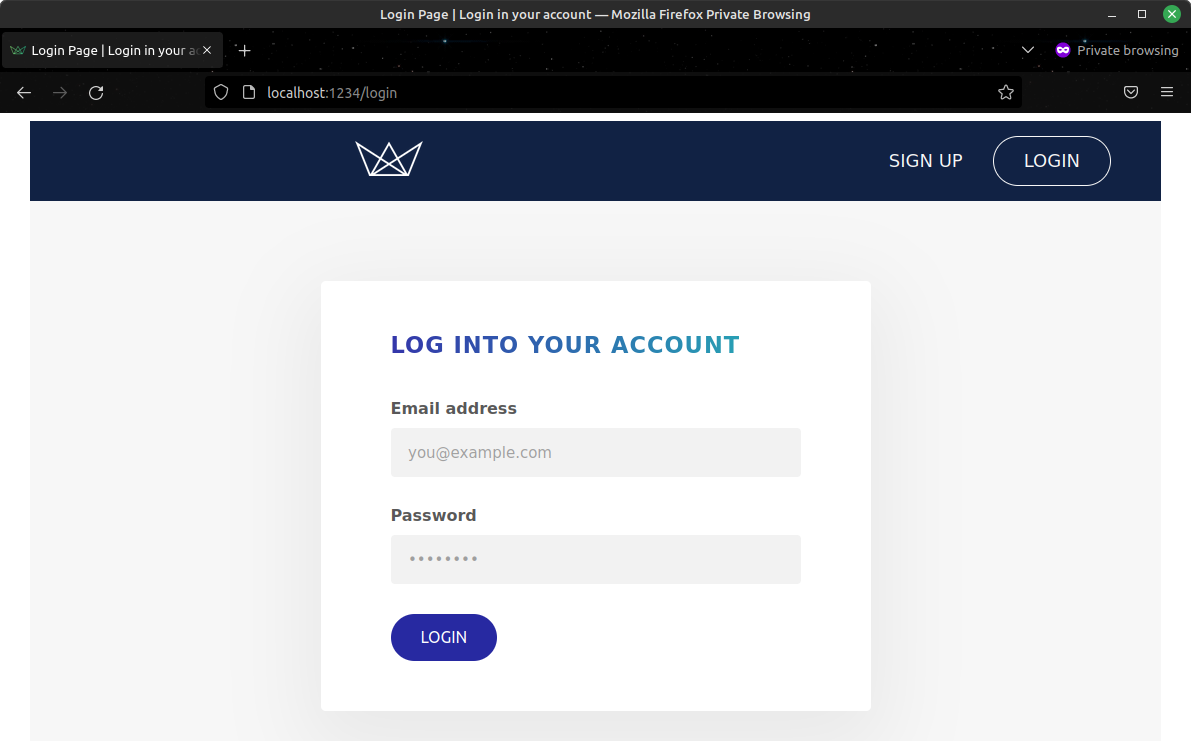 Login Page | Login in your account — Mozilla Firefox Private Browsing
Login Page | Login in your ac
Private browsing
localhost:1234/login
SIGN UP
LOGIN
LOG INTO YOUR ACCOUNT
Email address
you@example.com
Password
••••••••
LOGIN